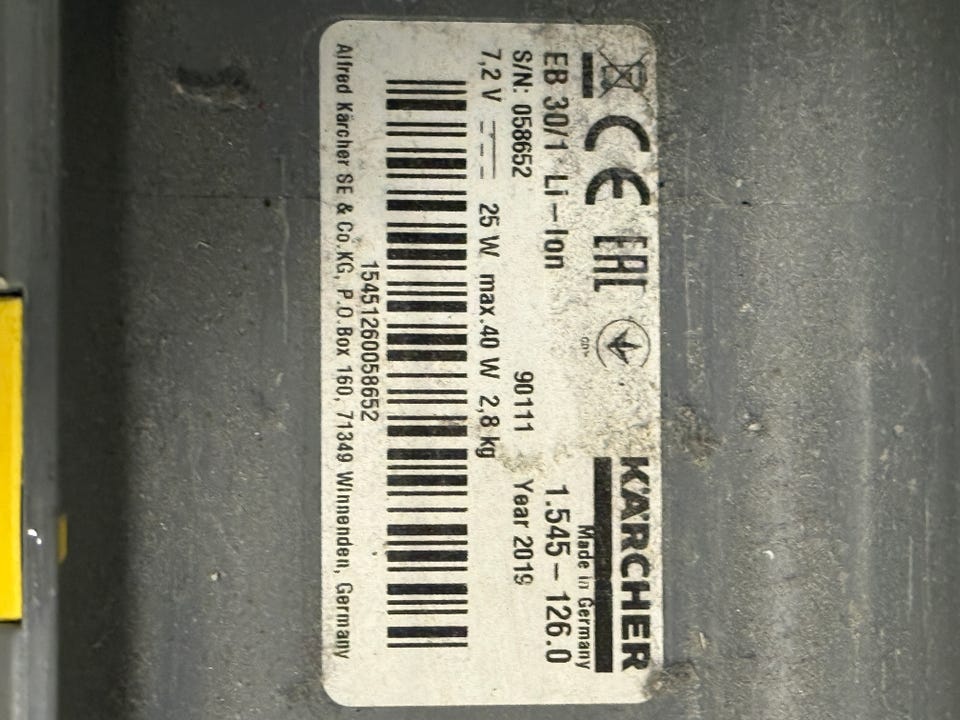 CE EAC KÄRCHER
Made in Germany
EB 30/1 Li-Ion 1.545-126.0
S/N: 058652 90111 Year 2019
7,2 V 25 W max.40 W 2,8 kg
15451260058652
Alfred Kärcher SE & Co.KG, P.O.Box 160, 71349 Winnenden, Germany